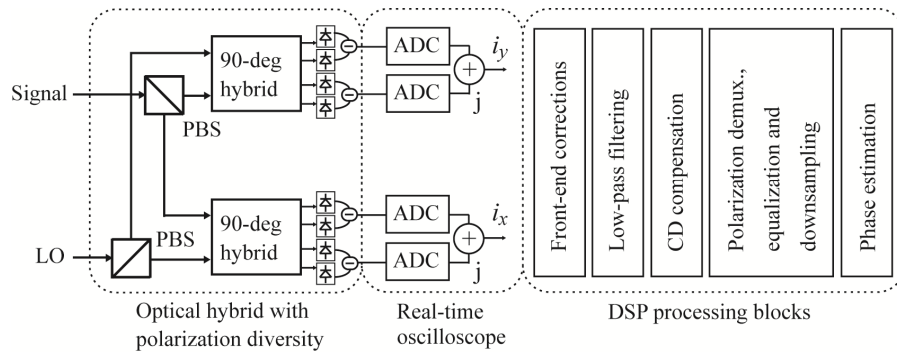 Signal
LO
PBS
PBS
90-deg
hybrid
90-deg
hybrid
ADC
ADC
ADC
ADC
+
+
j
j
i_y
i_x
Front-end corrections
Low-pass filtering
CD compensation
Polarization demux.,
equalization and
downsampling
Phase estimation
Optical hybrid with
polarization diversity
Real-time
oscilloscope
DSP processing blocks